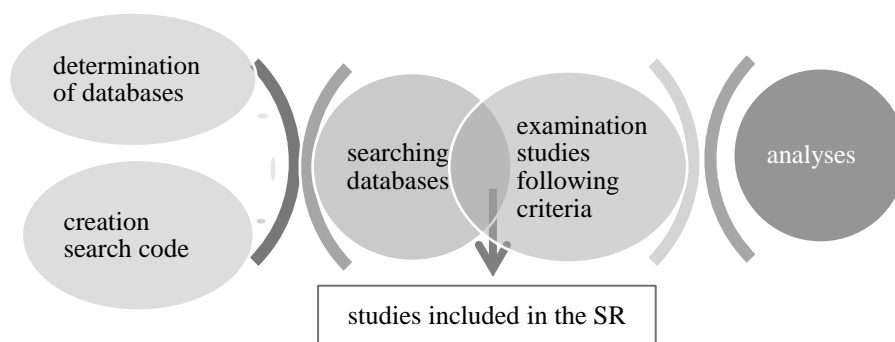 determination
of databases
creation
search code
searching
databases
examination
studies
following
criteria
studies included in the SR
analyses